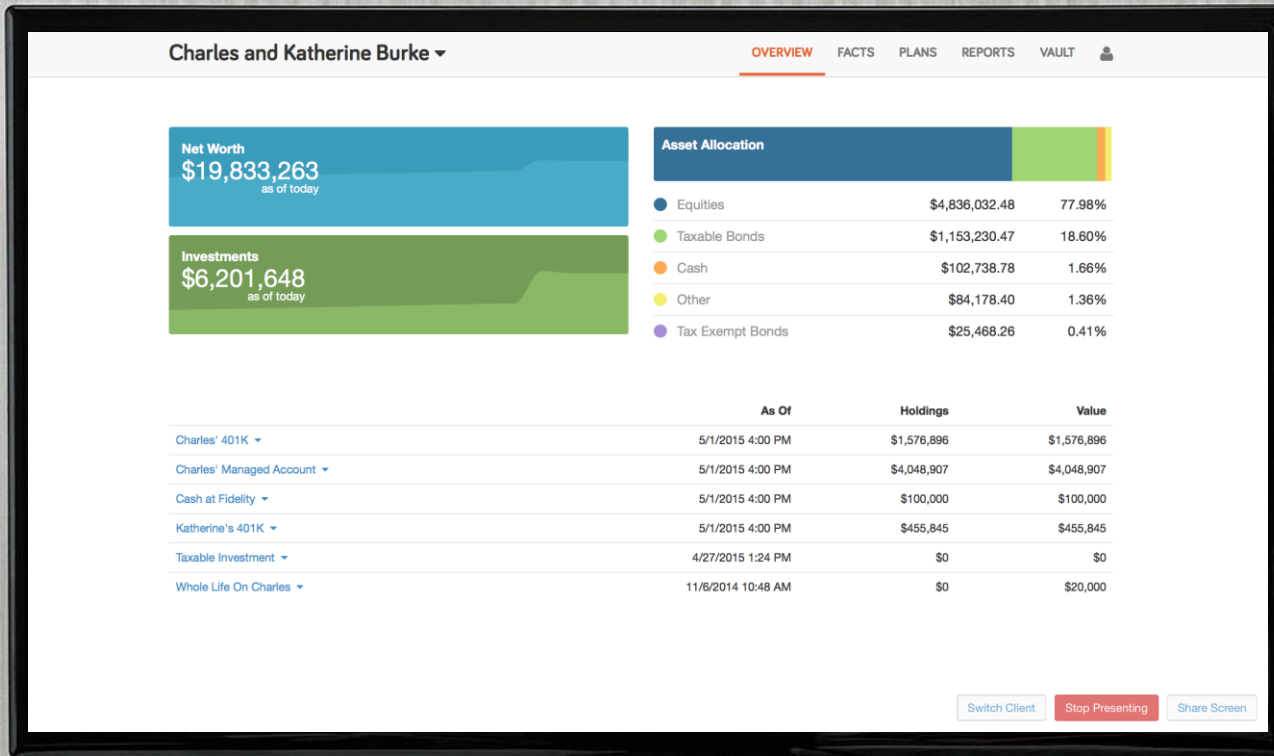 Charles and Katherine Burke
OVERVIEW FACTS PLANS REPORTS VAULT
Net Worth
$19,833,263
as of today
Investments
$6,201,648
as of today
Asset Allocation
Equities $4,836,032.48 77.98%
Taxable Bonds $1,153,230.47 18.60%
Cash $102,738.78 1.66%
Other $84,178.40 1.36%
Tax Exempt Bonds $25,468.26 0.41%
As Of Holdings Value
Charles' 401K 5/1/2015 4:00 PM $1,576,896 $1,576,896
Charles' Managed Account 5/1/2015 4:00 PM $4,048,907 $4,048,907
Cash at Fidelity 5/1/2015 4:00 PM $100,000 $100,000
Katherine's 401K 5/1/2015 4:00 PM $455,845 $455,845
Taxable Investment 4/27/2015 1:24 PM $0 $0
Whole Life On Charles 11/6/2014 10:48 AM $0 $20,000
Switch Client Stop Presenting Share Screen